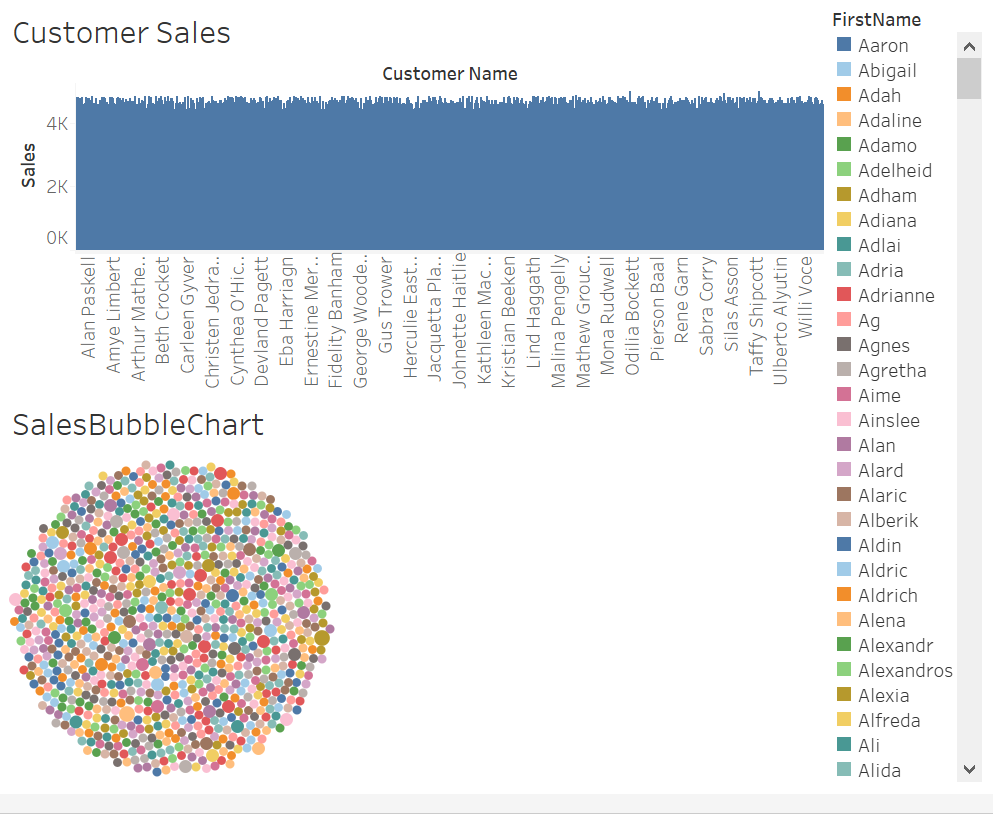 Customer Sales
Customer Name
4K
2K
0K
Sales
Alan Paskell
Amye Limbert
Arthur Mathe..
Beth Crocket
Carleen Gyver
Christen Jedra..
Cynthea O'Hic..
Devland Pagett
Eba Harriagn
Ernestine Mer..
Fidelity Banham
George Woode..
Gus Trower
Herculie East..
Jacquetta Pla..
Johnette Haitlie
Kathleen Mac..
Kristian Beeken
Lind Haggath
Malina Pengelly
Mathew Grouc..
Mona Rudwell
Odilia Bockett
Pierson Baal
Rene Garn
Sabra Corry
Silas Asson
Taffy Shipcott
Ulberto Alyutin
Willi Voce
SalesBubbleChart
FirstName
Aaron
Abigail
Adah
Adaline
Adamo
Adelheid
Adham
Adiana
Adlai
Adria
Adrianne
Ag
Agnes
Agretha
Aime
Ainslee
Alan
Alard
Alaric
Alberik
Aldin
Aldric
Aldrich
Alena
Alexandr
Alexandros
Alexia
Alfreda
Ali
Alida